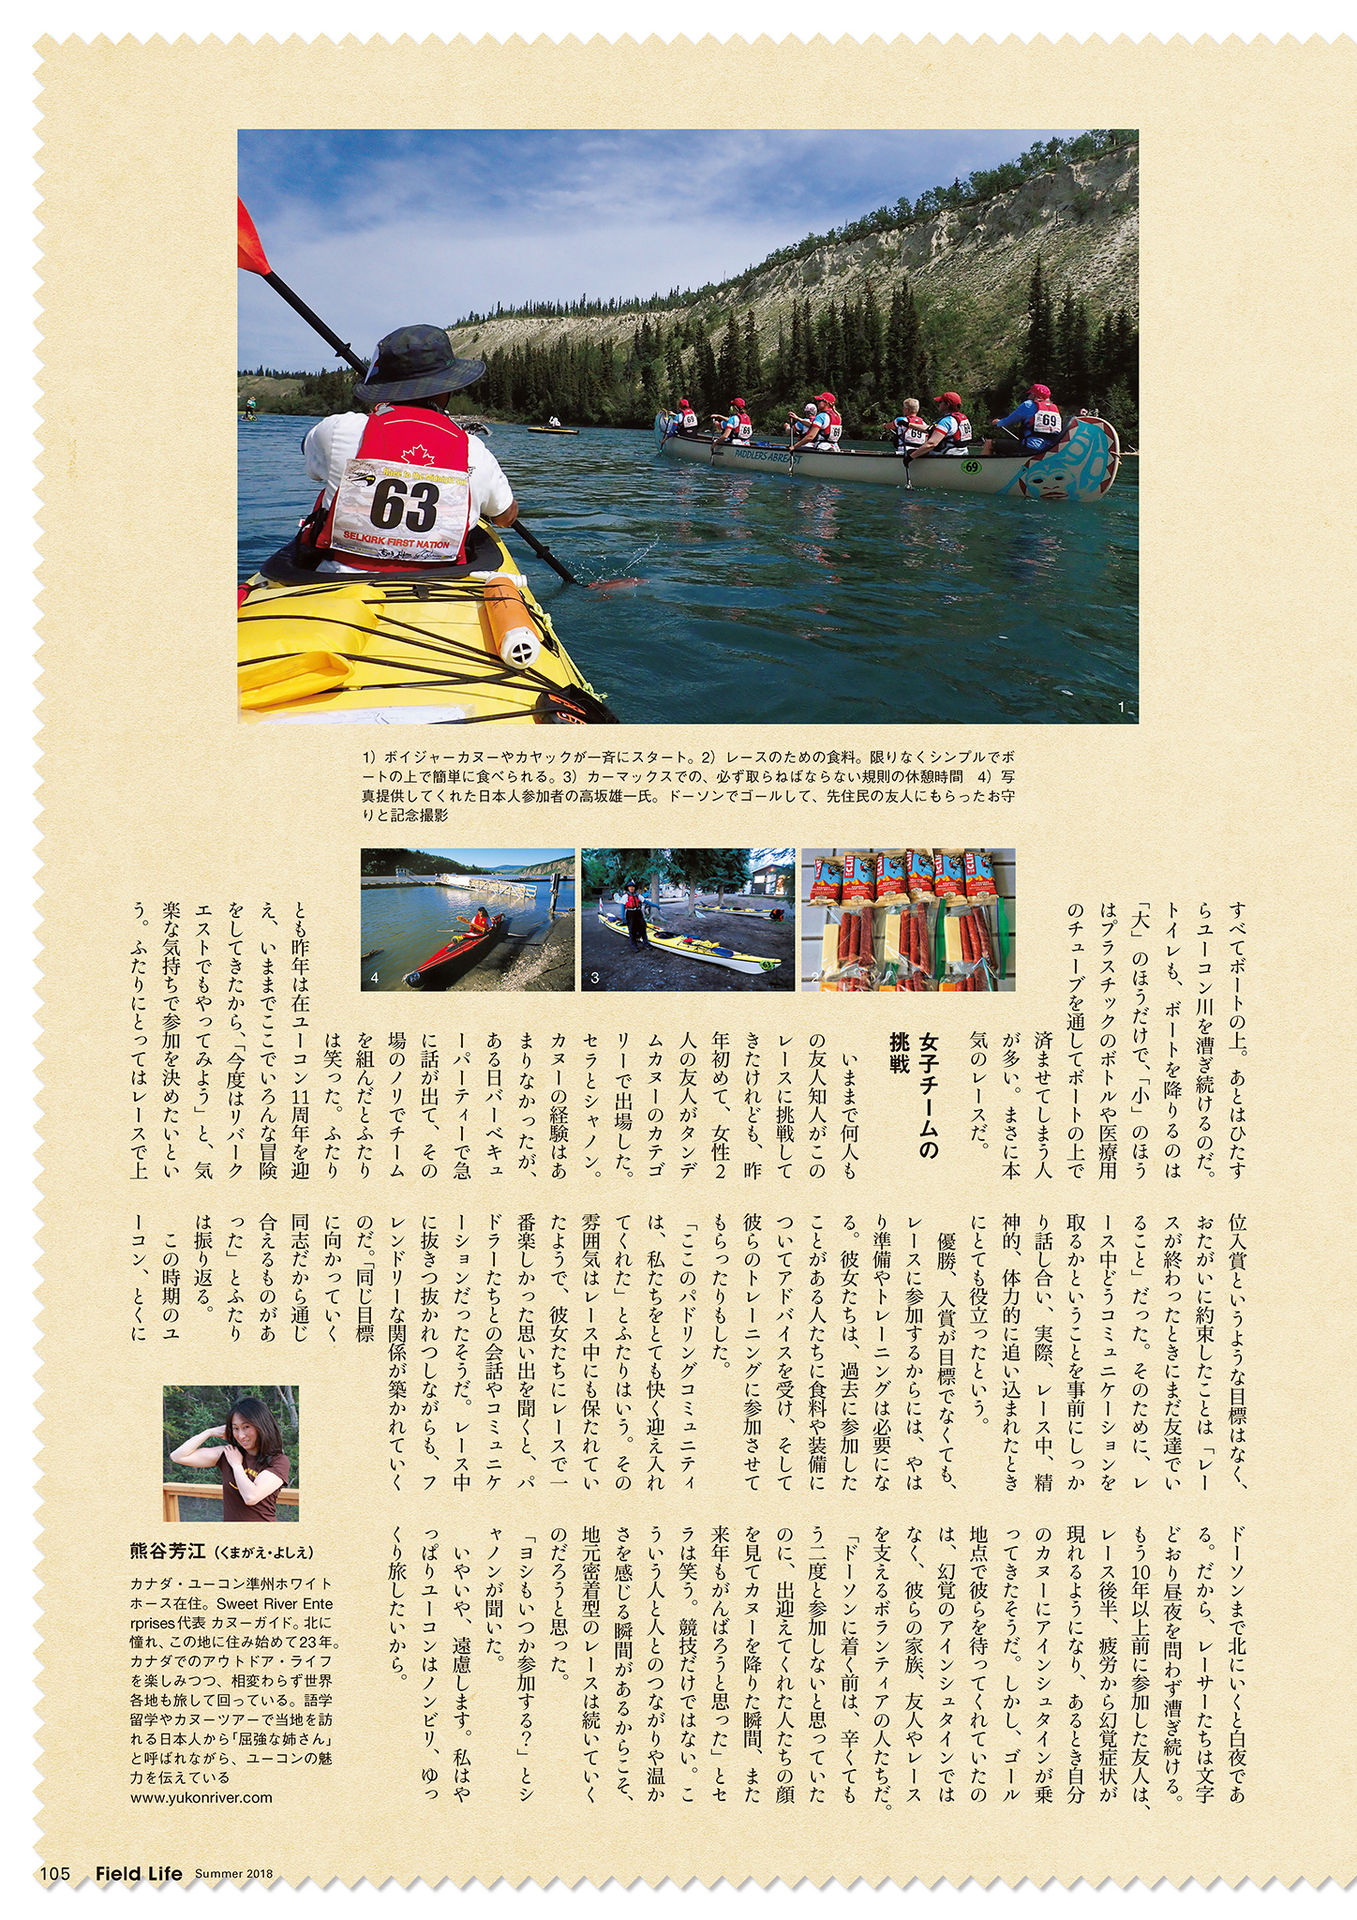 63
SELKIRK FIRST NATION
PADDLERS ABREAST
69
69
69
69
69
69
1
1）ボイジャーカヌーやカヤックが一斉にスタート。2）レースのための食料。限りなくシンプルでボ
ートの上で簡単に食べられる。3）カーマックスでの、必ず取らねばならない規則の休憩時間　4）写
真提供してくれた日本人参加者の高坂雄一氏。ドーソンでゴールして、先住民の友人にもらったお守
りと記念撮影
4
3
2
CLIF
すべてボートの上。あとはひたす
らユーコン川を漕ぎ続けるのだ。
トイレも、ボートを降りるのは
「大」のほうだけで、「小」のほう
はプラスチックのボトルや医療用
のチューブを通してボートの上で
済ませてしまう人
が多い。まさに本
気のレースだ。
女子チームの
挑戦
いままで何人も
の友人知人がこの
レースに挑戦して
きたけれども、昨
年初めて、女性2
人の友人がタンデ
ムカヌーのカテゴ
リーで出場した。
セラとシャノン。
カヌーの経験はあ
まりなかったが、
ある日バーベキュ
ーパーティーで急
に話が出て、その
場のノリでチーム
を組んだとふたり
は笑った。ふたり
とも昨年は在ユーコン11周年を迎
え、いままでここでいろんな冒険
をしてきたから、「今度はリバーク
エストでもやってみよう」と、気
楽な気持ちで参加を決めたいとい
う。ふたりにとってはレースで上
位入賞というような目標はなく、
おたがいに約束したことは「レー
スが終わったときにまだ友達でい
ること」だった。そのために、レ
ース中どうコミュニケーションを
取るかということを事前にしっか
り話し合い、実際、レース中、精
神的、体力的に追い込まれたとき
にとても役立ったという。
優勝、入賞が目標でなくても、
レースに参加するからには、やは
り準備やトレーニングは必要にな
る。彼女たちは、過去に参加した
ことがある人たちに食料や装備に
ついてアドバイスを受け、そして
彼らのトレーニングに参加させて
もらったりもした。
「ここのパドリングコミュニティ
は、私たちをとても快く迎え入れ
てくれた」とふたりはいう。その
雰囲気はレース中にも保たれてい
たようで、彼女たちにレースで一
番楽しかった思い出を聞くと、パ
ドラーたちとの会話やコミュニケ
ーションだったそうだ。レース中
に抜きつ抜かれつしながらも、フ
レンドリーな関係が築かれていく
のだ。「同じ目標
に向かっていく
同志だから通じ
合えるものがあ
った」とふたり
は振り返る。
この時期のユ
ーコン、とくに
ドーソンまで北にいくと白夜であ
る。だから、レーサーたちは文字
どおり昼夜を問わず漕ぎ続ける。
もう10年以上前に参加した友人は、
レース後半、疲労から幻覚症状が
現れるようになり、あるとき自分
のカヌーにアインシュタインが乗
ってきたそうだ。しかし、ゴール
地点で彼らを待ってくれていたの
は、幻覚のアインシュタインでは
なく、彼らの家族、友人やレース
を支えるボランティアの人たちだ。
「ドーソンに着く前は、辛くても
う二度と参加しないと思っていた
のに、出迎えてくれた人たちの顔
を見てカヌーを降りた瞬間、また
来年もがんばろうと思った」とセ
ラは笑う。競技だけではない。こ
ういう人と人とのつながりや温か
さを感じる瞬間があるからこそ、
地元密着型のレースは続いていく
のだろうと思った。
「ヨシもいつか参加する？」とシ
ャノンが聞いた。
いやいや、遠慮します。私はや
っぱりユーコンはノンビリ、ゆっ
くり旅したいから。
熊谷芳江（くまがえ・よしえ）
カナダ・ユーコン準州ホワイト
ホース在住。Sweet River Ente
rprises代表 カヌーガイド。北に
憧れ、この地に住み始めて23年。
カナダでのアウトドア・ライフ
を楽しみつつ、相変わらず世界
各地も旅して回っている。語学
留学やカヌーツアーで当地を訪
れる日本人から「屈強な姉さん」
と呼ばれながら、ユーコンの魅
力を伝えている
www.yukonriver.com
105 Field Life Summer 2018